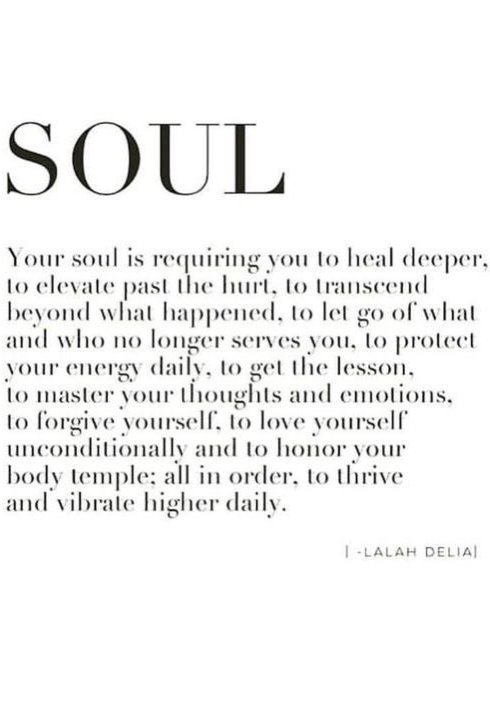 SOUL
Your soul is requiring you to heal deeper,
to elevate past the hurt, to transcend
beyond what happened, to let go of what
and who no longer serves you, to protect
your energy daily, to get the lesson,
to master your thoughts and emotions,
to forgive yourself, to love yourself
unconditionally and to honor your
body temple; all in order, to thrive
and vibrate higher daily.
| -LALAH DELIA|